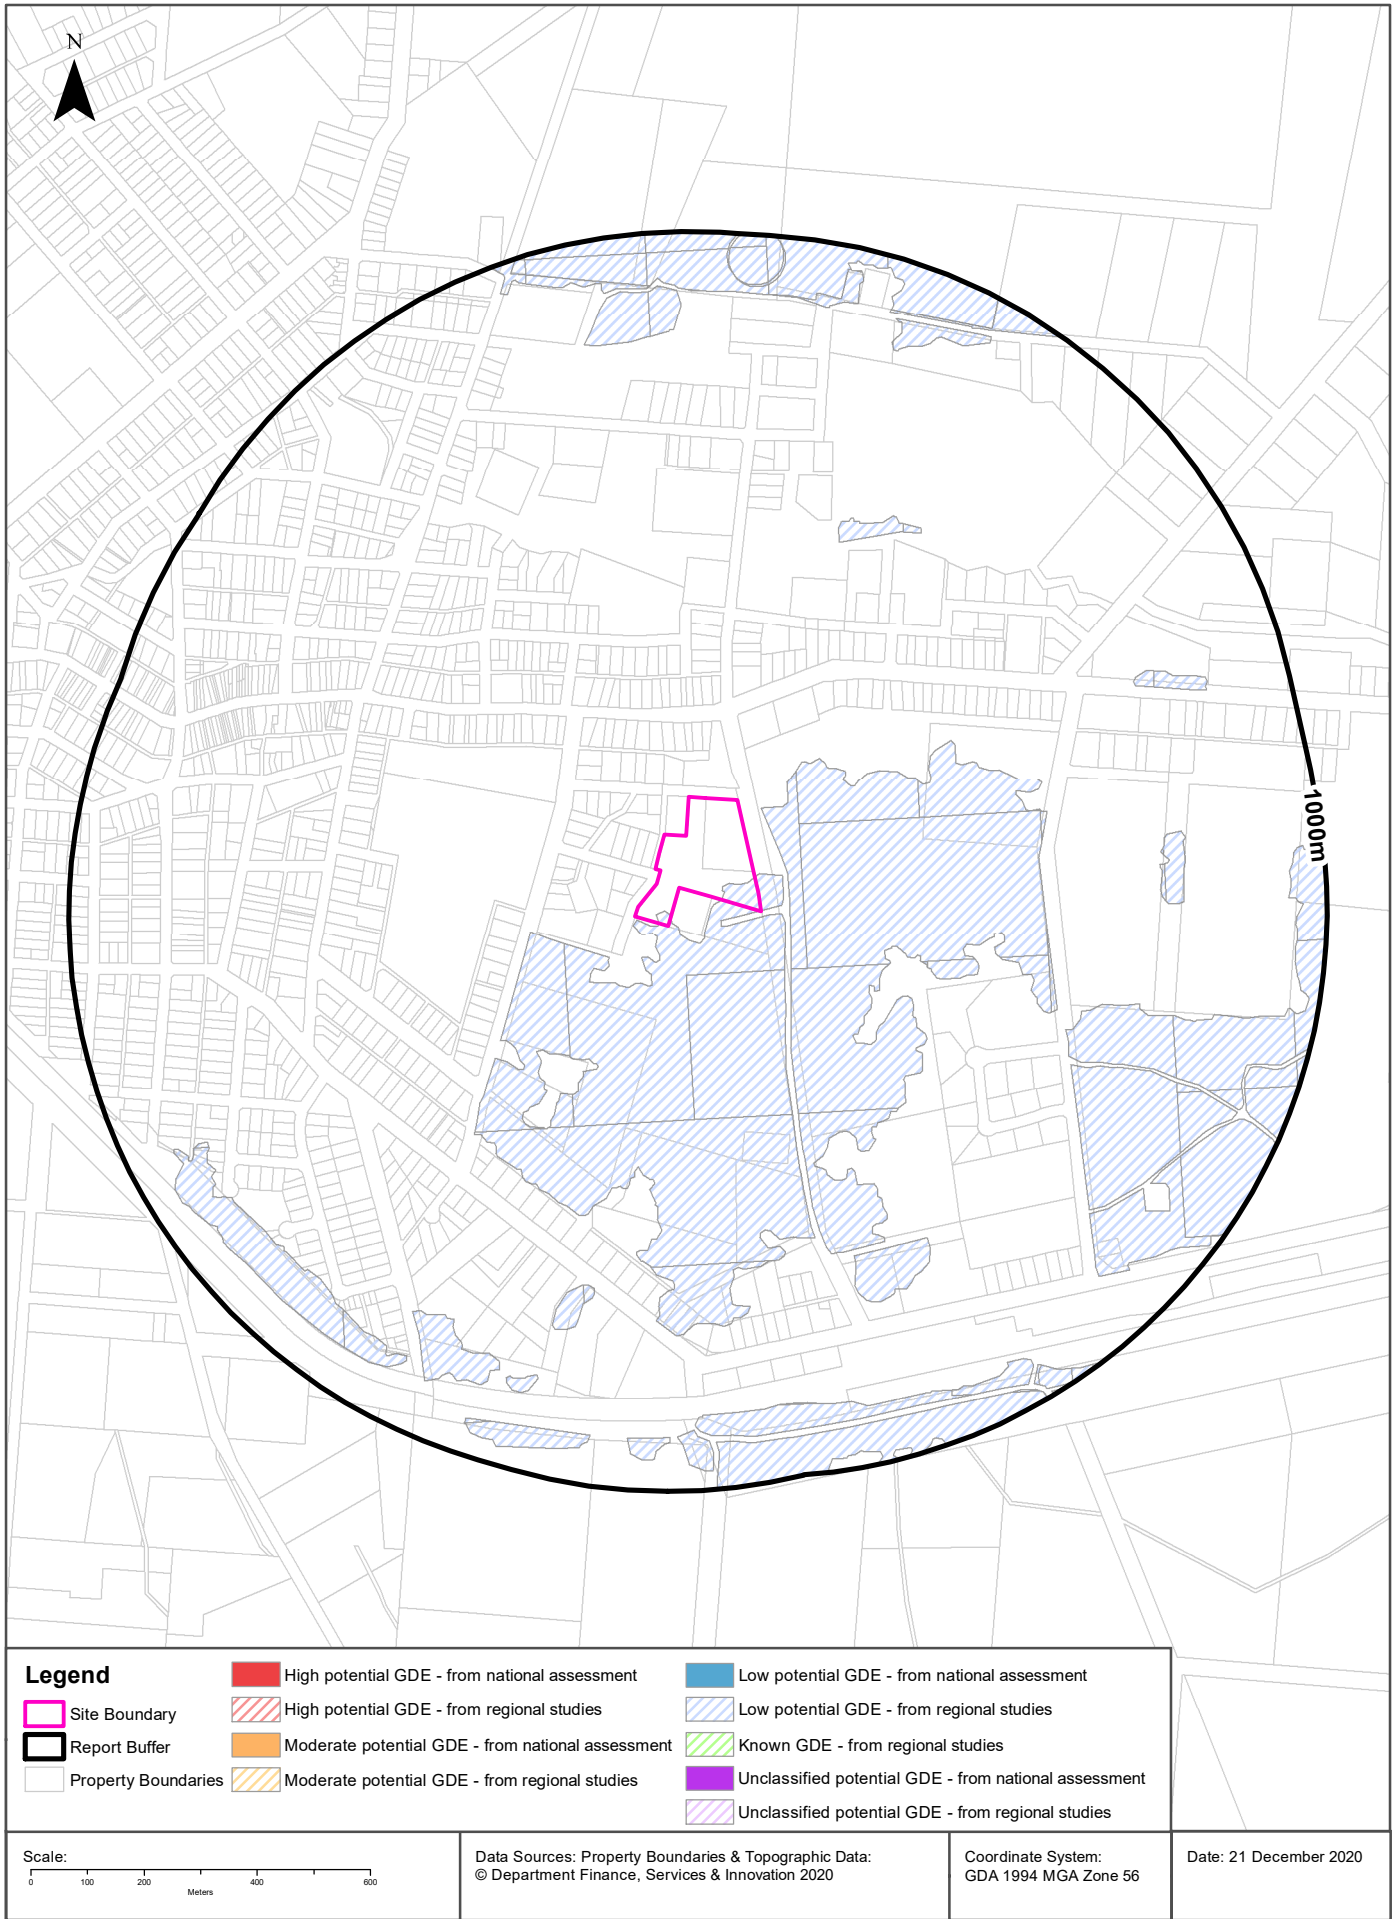 N
1000m
Legend
Site Boundary
Report Buffer
Property Boundaries
High potential GDE - from national assessment
High potential GDE - from regional studies
Moderate potential GDE - from national assessment
Moderate potential GDE - from regional studies
Low potential GDE - from national assessment
Low potential GDE - from regional studies
Known GDE - from regional studies
Unclassified potential GDE - from national assessment
Unclassified potential GDE - from regional studies
Scale:
0 100 200 400 600
Meters
Data Sources: Property Boundaries & Topographic Data:
© Department Finance, Services & Innovation 2020
Coordinate System:
GDA 1994 MGA Zone 56
Date: 21 December 2020